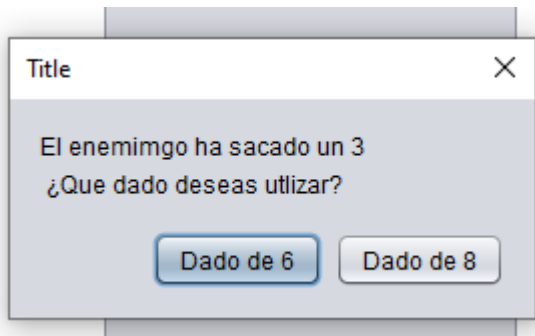 Title
El enemimgo ha sacado un 3
¿Que dado deseas utlizar?
Dado de 6
Dado de 8